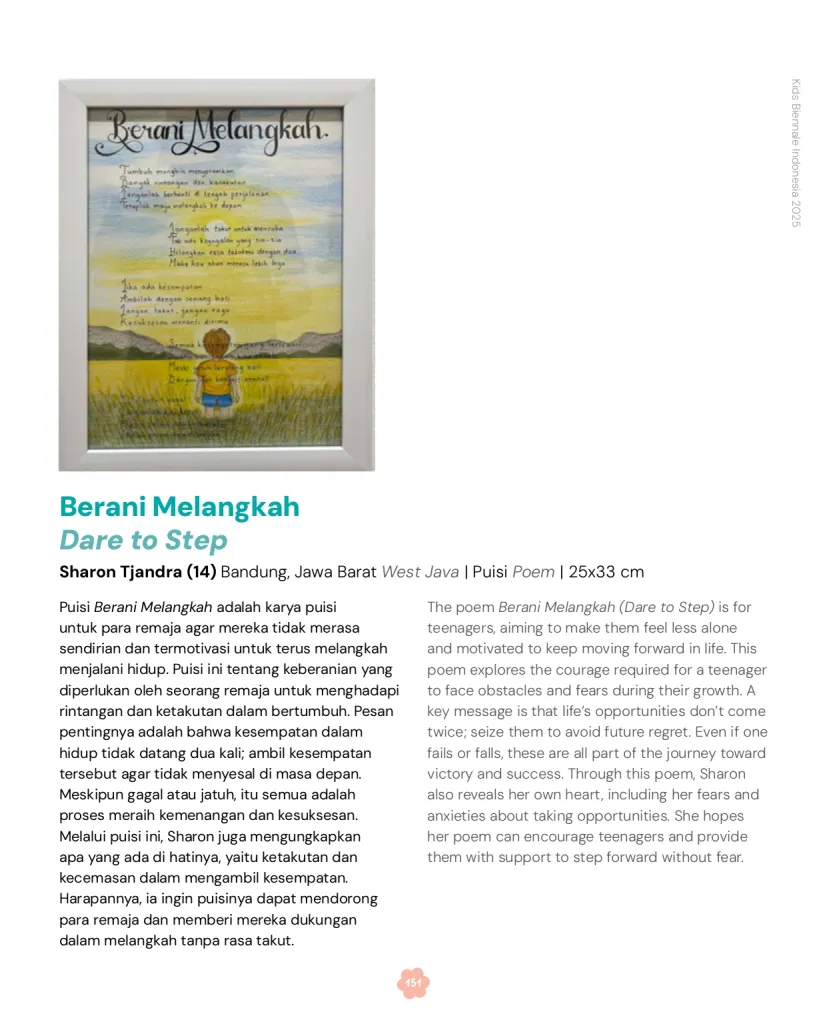 Kids Biennale Indonesia 2025
Berani Melangkah.
Tumbuh mungkin menyeramkan
Banyak rintangan dan ketakutan
Janganlah berhenti di tengah perjalanan
Tetaplah maju melangkah ke depan
Janganlah takut untuk mencoba
Tak ada kegagalan yang sia-sia
Hilangkan rasa takutmu dengan doa
Maka kau akan merasa lebih lega
Jika ada kesempatan
Ambilah dengan senang hati
Jangan takut, jangan ragu
Kesuksesan menanti dirimu
Semua
Berani Melangkah
Dare to Step
Sharon Tjandra (14) Bandung, Jawa Barat West Java | Puisi Poem | 25x33 cm
Puisi Berani Melangkah adalah karya puisi
untuk para remaja agar mereka tidak merasa
sendirian dan termotivasi untuk terus melangkah
menjalani hidup. Puisi ini tentang keberanian yang
diperlukan oleh seorang remaja untuk menghadapi
rintangan dan ketakutan dalam bertumbuh. Pesan
pentingnya adalah bahwa kesempatan dalam
hidup tidak datang dua kali; ambil kesempatan
tersebut agar tidak menyesal di masa depan.
Meskipun gagal atau jatuh, itu semua adalah
proses meraih kemenangan dan kesuksesan.
Melalui puisi ini, Sharon juga mengungkapkan
apa yang ada di hatinya, yaitu ketakutan dan
kecemasan dalam mengambil kesempatan.
Harapannya, ia ingin puisinya dapat mendorong
para remaja dan memberi mereka dukungan
dalam melangkah tanpa rasa takut.
The poem Berani Melangkah (Dare to Step) is for
teenagers, aiming to make them feel less alone
and motivated to keep moving forward in life. This
poem explores the courage required for a teenager
to face obstacles and fears during their growth. A
key message is that life's opportunities don't come
twice; seize them to avoid future regret. Even if one
fails or falls, these are all part of the journey toward
victory and success. Through this poem, Sharon
also reveals her own heart, including her fears and
anxieties about taking opportunities. She hopes
her poem can encourage teenagers and provide
them with support to step forward without fear.
151